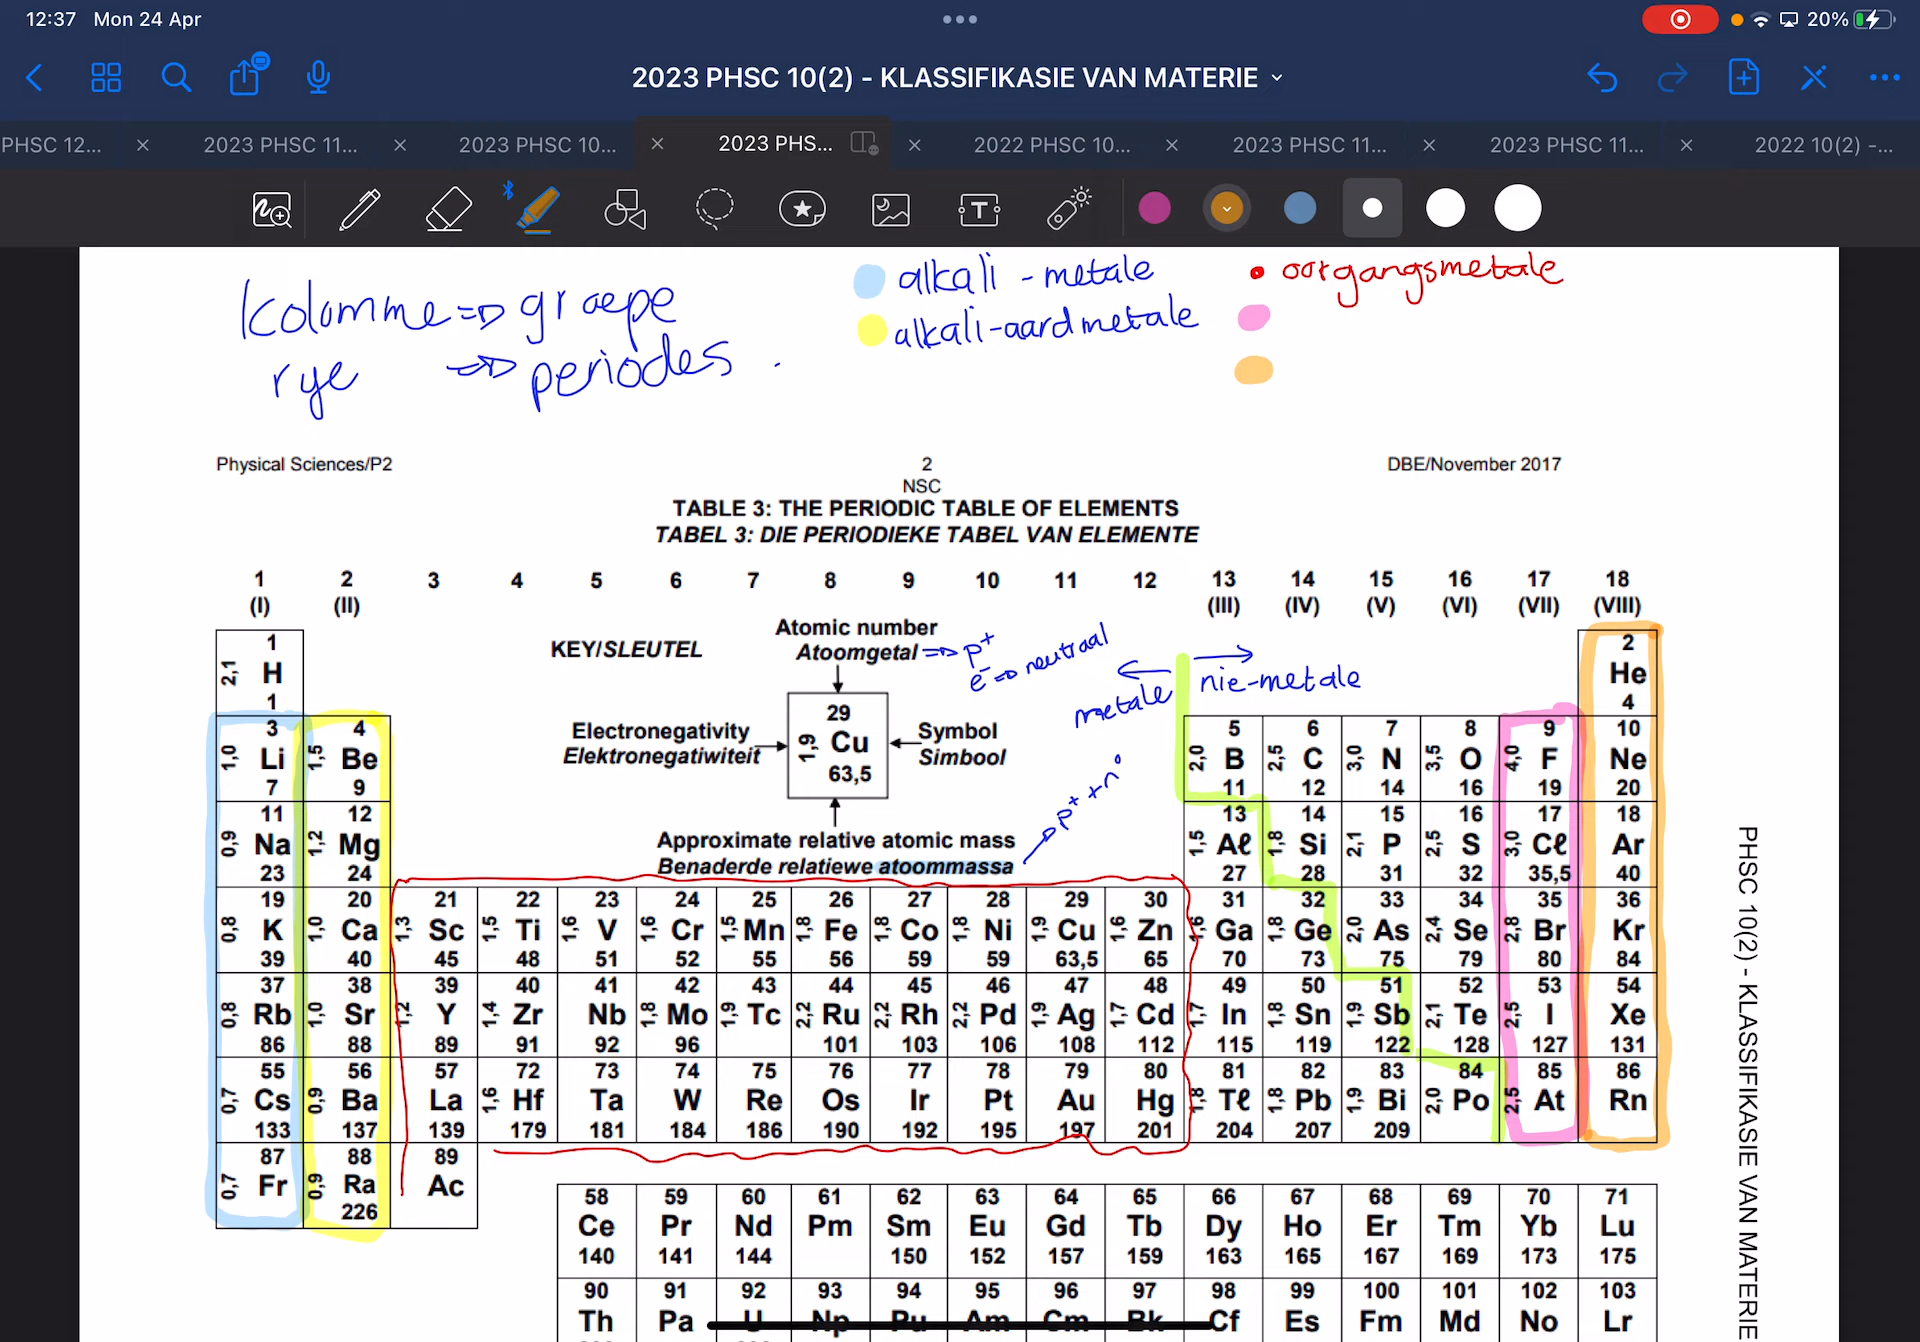 12:37 Mon 24 Apr
20%
2023 PHSC 10(2) - KLASSIFIKASIE VAN MATERIE
PHSC 12... 2023 PHSC 11... 2023 PHSC 10... 2023 PHS... 2022 PHSC 10... 2023 PHSC 11... 2023 PHSC 11... 2022 10(2) -...
kolomme => groepe
rye => periodes
alkali - metale
alkali-aardmetale
• oorgangsmetale
Physical Sciences/P2 2 DBE/November 2017
NSC
TABLE 3: THE PERIODIC TABLE OF ELEMENTS
TABEL 3: DIE PERIODIEKE TABEL VAN ELEMENTE
1 2 3 4 5 6 7 8 9 10 11 12 13 14 15 16 17 18
(I) (II) (III) (IV) (V) (VI) (VII) (VIII)
KEY/SLEUTEL
Atomic number
Atoomgetal => p+
e- => neutraal
Electronegativity
Elektronegatiwiteit
29
1,9 Cu
63,5
Symbol
Simbool
Approximate relative atomic mass
Benaderde relatiewe atoommassa
p+ + n°
metale
nie-metale
1 2
2,1 H He
1 4
3 4 5 6 7 8 9 10
1,0 Li 1,5 Be 2,0 B 2,5 C 3,0 N 3,5 O 4,0 F Ne
7 9 11 12 14 16 19 20
11 12 13 14 15 16 17 18
0,9 Na 1,2 Mg 1,5 Aℓ 1,8 Si 2,1 P 2,5 S 3,0 Cℓ Ar
23 24 27 28 31 32 35,5 40
19 20 21 22 23 24 25 26 27 28 29 30 31 32 33 34 35 36
0,8 K 1,0 Ca 1,3 Sc 1,5 Ti 1,6 V 1,6 Cr 1,5 Mn 1,8 Fe 1,8 Co 1,8 Ni 1,9 Cu 1,6 Zn 1,6 Ga 1,8 Ge 2,0 As 2,4 Se 2,8 Br Kr
39 40 45 48 51 52 55 56 59 59 63,5 65 70 73 75 79 80 84
37 38 39 40 41 42 43 44 45 46 47 48 49 50 51 52 53 54
0,8 Rb 1,0 Sr 1,2 Y 1,4 Zr Nb 1,8 Mo 1,9 Tc 2,2 Ru 2,2 Rh 2,2 Pd 1,9 Ag 1,7 Cd 1,7 In 1,8 Sn 1,9 Sb 2,1 Te 2,5 I Xe
86 88 89 91 92 96 101 103 106 108 112 115 119 122 128 127 131
55 56 57 72 73 74 75 76 77 78 79 80 81 82 83 84 85 86
0,7 Cs 0,9 Ba La 1,6 Hf Ta W Re Os Ir Pt Au Hg 1,8 Tℓ 1,8 Pb 1,9 Bi 2,0 Po 2,5 At Rn
133 137 139 179 181 184 186 190 192 195 197 201 204 207 209
87 88 89
0,7 Fr 0,9 Ra Ac
226
58 59 60 61 62 63 64 65 66 67 68 69 70 71
Ce Pr Nd Pm Sm Eu Gd Tb Dy Ho Er Tm Yb Lu
140 141 144 150 152 157 159 163 165 167 169 173 175
90 91 92 93 94 95 96 97 98 99 100 101 102 103
Th Pa U Np Pu Am Cm Bk Cf Es Fm Md No Lr
PHSC 10(2) - KLASSIFIKASIE VAN MATERIE